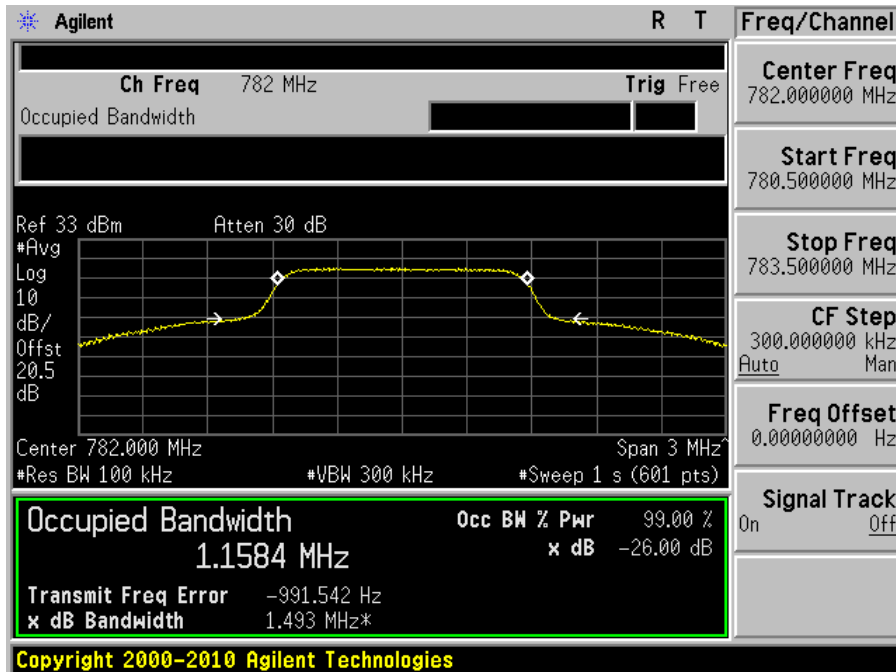 Agilent R T
Freq/Channel
Ch Freq 782 MHz Trig Free
Occupied Bandwidth
Center Freq
782.000000 MHz
Start Freq
780.500000 MHz
Stop Freq
783.500000 MHz
CF Step
300.000000 kHz
Auto Man
Freq Offset
0.00000000 Hz
Signal Track
On Off
Ref 33 dBm Atten 30 dB
#Avg
Log
10
dB/
Offst
20.5
dB
Center 782.000 MHz Span 3 MHz^
#Res BW 100 kHz #VBW 300 kHz #Sweep 1 s (601 pts)
Occupied Bandwidth
1.1584 MHz
Occ BW % Pwr 99.00 %
x dB -26.00 dB
Transmit Freq Error -991.542 Hz
x dB Bandwidth 1.493 MHz*
Copyright 2000-2010 Agilent Technologies